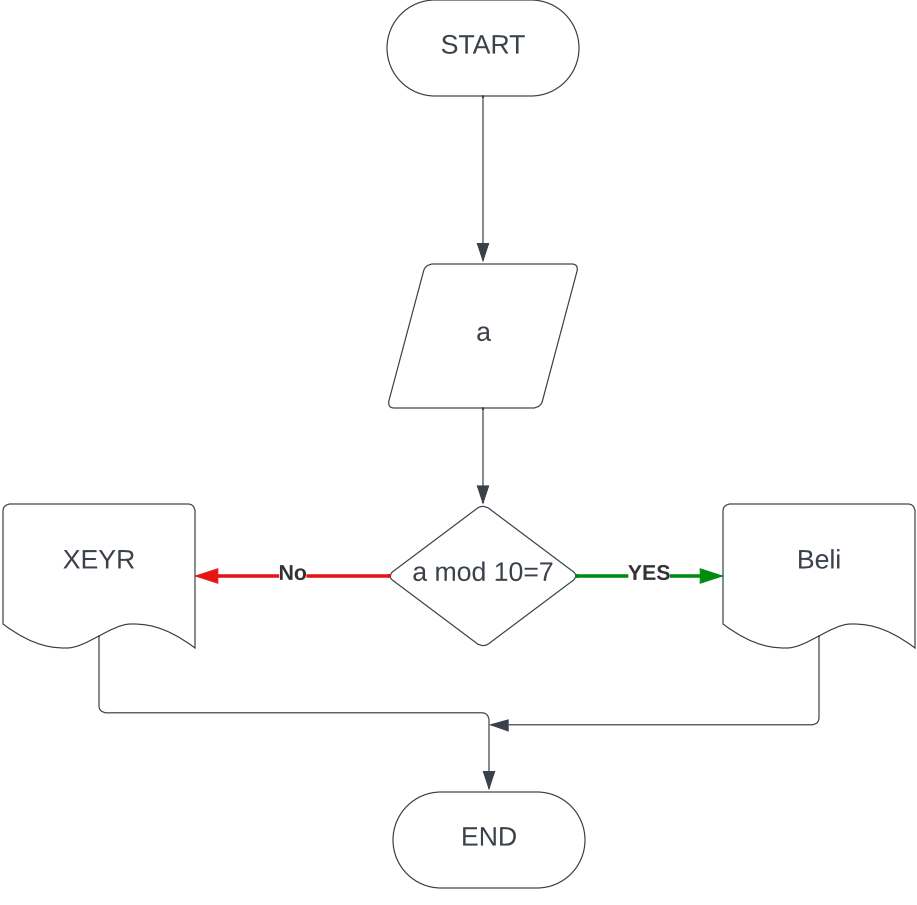 START
a
a mod 10=7
No
YES
XEYR
Beli
END